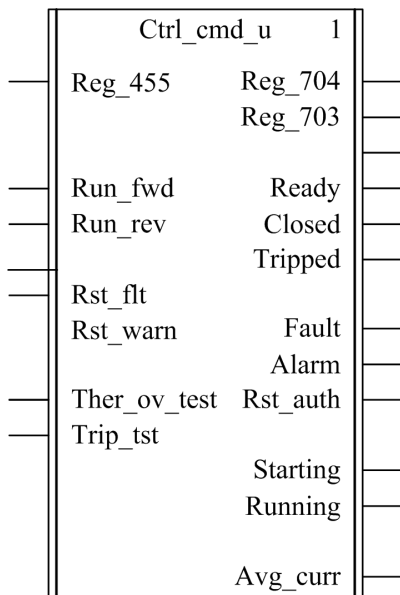 Ctrl_cmd_u 1
Reg_455 Reg_704
Reg_703
Run_fwd Ready
Run_rev Closed
Tripped
Rst_flt
Rst_warn Fault
Alarm
Ther_ov_test Rst_auth
Trip_tst
Starting
Running
Avg_curr